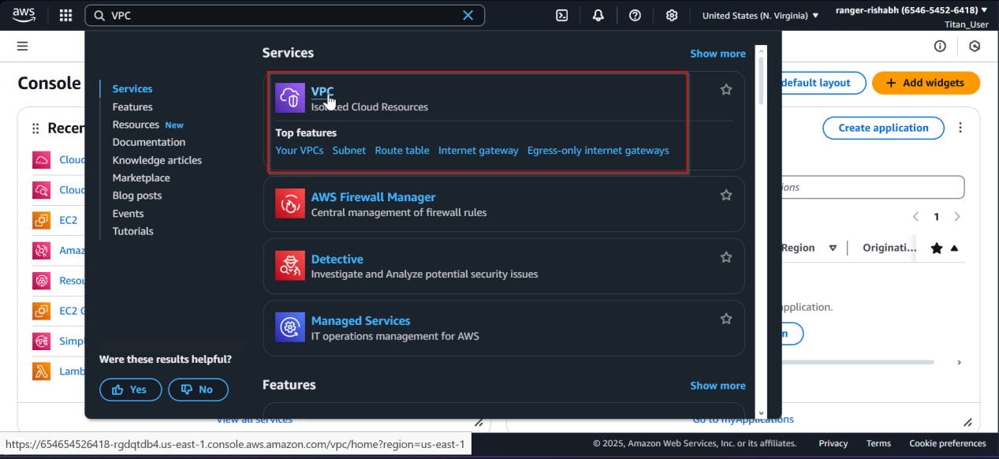 aws
VPC
United States (N. Virginia) ▼
ranger-rishabh (6546-5452-6418) ▼
Titan_User
Console
default layout
+ Add widgets
Services
Show more
Services
Features
Resources New
Documentation
Knowledge articles
Marketplace
Blog posts
Events
Tutorials
VPC
Isolated Cloud Resources
Top features
Your VPCs Subnet Route table Internet gateway Egress-only internet gateways
AWS Firewall Manager
Central management of firewall rules
Detective
Investigate and Analyze potential security issues
Managed Services
IT operations management for AWS
Were these results helpful?
Yes
No
Features
Show more
Recen
Cloud
Cloud
EC2
Amaz
Resou
EC2 G
Simpl
Lamb
View all services
Create application
ions
1
Region
Originati...
pplication.
n
Go to myApplications
https://654654526418-rgdqtdb4.us-east-1.console.aws.amazon.com/vpc/home?region=us-east-1
© 2025, Amazon Web Services, Inc. or its affiliates.
Privacy
Terms
Cookie preferences